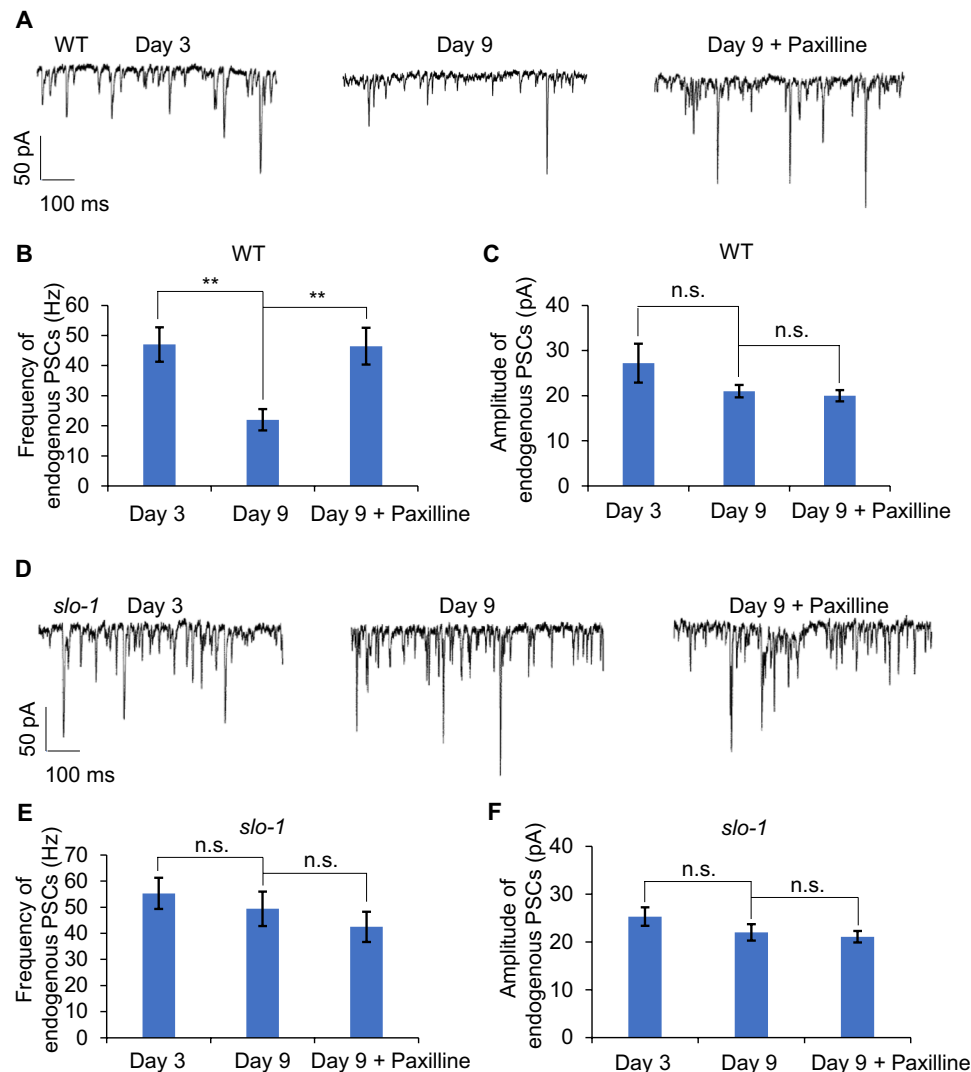 A
WT
Day 3
Day 9
Day 9 + Paxilline
50 pA
100 ms
B
WT
Frequency of
endogenous PSCs (Hz)
**
**
60
50
40
30
20
10
0
Day 3
Day 9
Day 9 + Paxilline
C
WT
Amplitude of
endogenous PSCs (pA)
n.s.
n.s.
40
30
20
10
0
Day 3
Day 9
Day 9 + Paxilline
D
slo-1
Day 3
Day 9
Day 9 + Paxilline
50 pA
100 ms
E
slo-1
Frequency of
endogenous PSCs (Hz)
n.s.
n.s.
70
60
50
40
30
20
10
0
Day 3
Day 9
Day 9 + Paxilline
F
slo-1
Amplitude of
endogenous PSCs (pA)
n.s.
n.s.
40
30
20
10
0
Day 3
Day 9
Day 9 + Paxilline